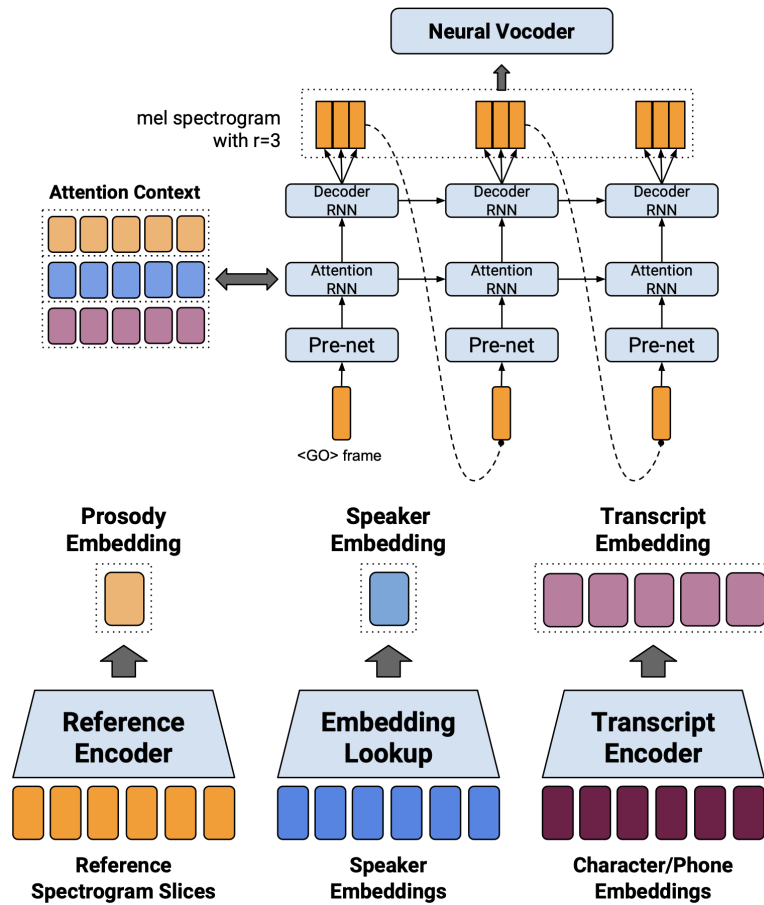 Neural Vocoder
mel spectrogram
with r=3
Attention Context
Decoder
RNN
Decoder
RNN
Decoder
RNN
Attention
RNN
Attention
RNN
Attention
RNN
Pre-net
Pre-net
Pre-net
<GO> frame
Prosody
Embedding
Speaker
Embedding
Transcript
Embedding
Reference
Encoder
Embedding
Lookup
Transcript
Encoder
Reference
Spectrogram Slices
Speaker
Embeddings
Character/Phone
Embeddings